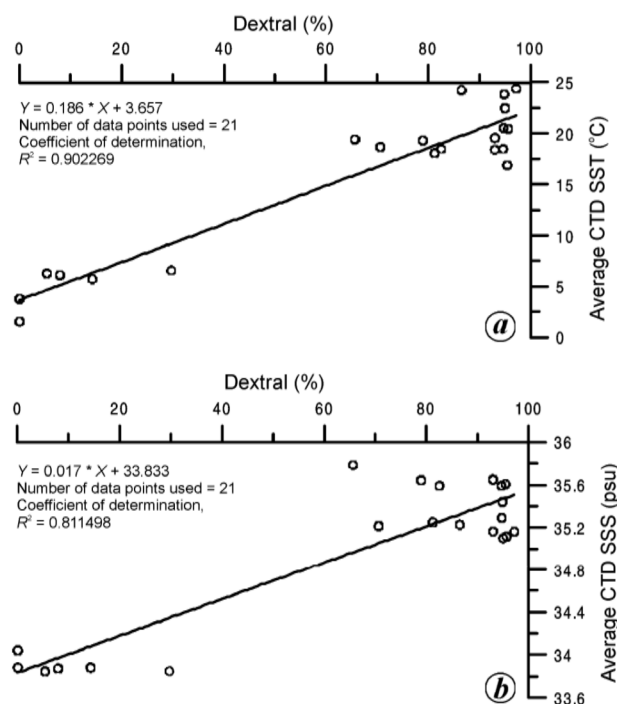 Dextral (%)
0 20 40 60 80 100
Y = 0.186 * X + 3.657
Number of data points used = 21
Coefficient of determination,
R² = 0.902269
25
20
15
10
5
0
Average CTD SST (°C)
a
Dextral (%)
0 20 40 60 80 100
Y = 0.017 * X + 33.833
Number of data points used = 21
Coefficient of determination,
R² = 0.811498
36
35.6
35.2
34.8
34.4
34
33.6
Average CTD SSS (psu)
b